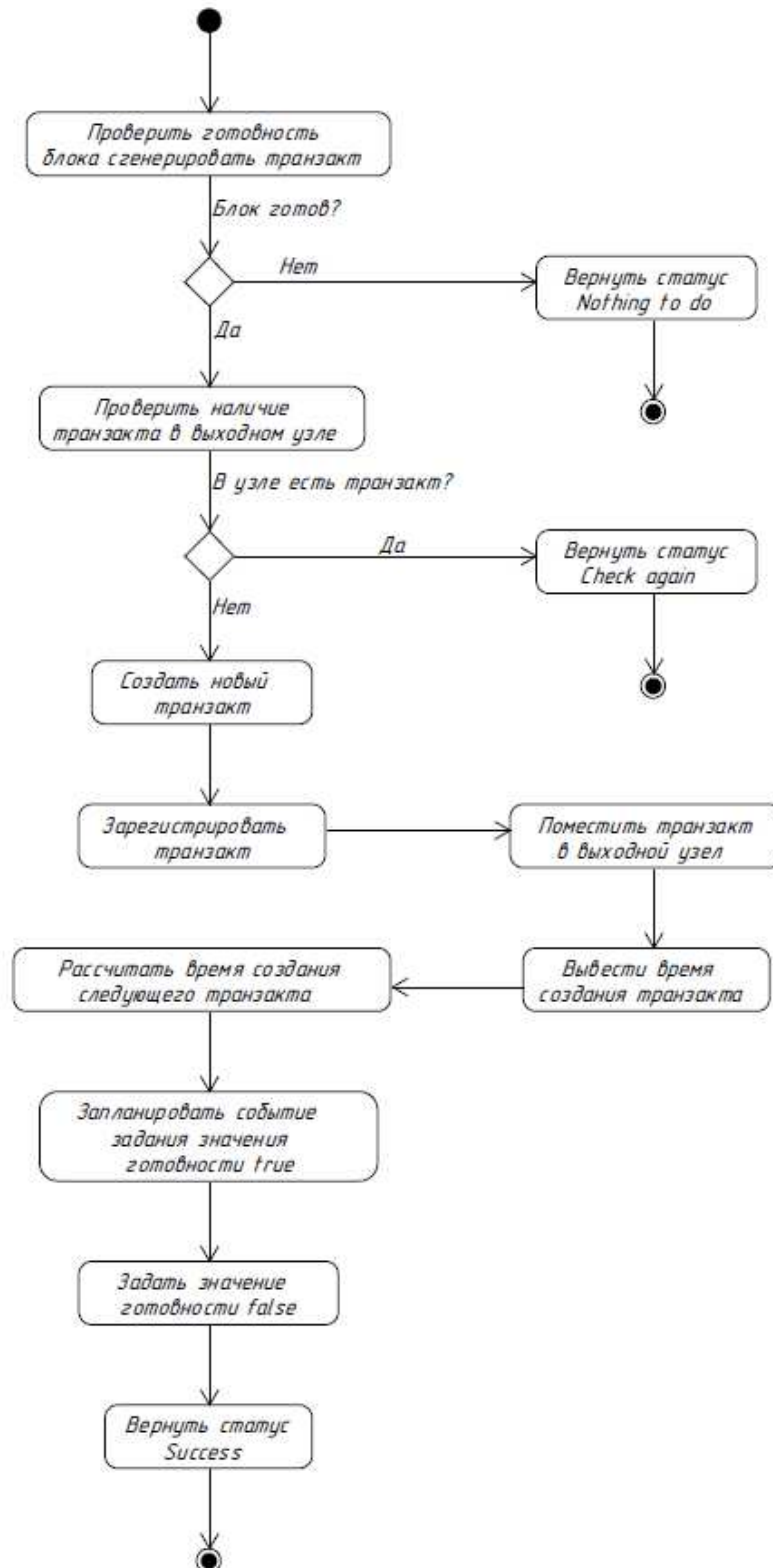 Проверить готовность
блока сгенерировать транзакт
Блок готов?
Нет
Вернуть статус
Nothing to do
Да
Проверить наличие
транзакта в выходном узле
В узле есть транзакт?
Да
Вернуть статус
Check again
Нет
Создать новый
транзакт
Зарегистрировать
транзакт
Поместить транзакт
в выходной узел
Вывести время
создания транзакта
Рассчитать время создания
следующего транзакта
Запланировать событие
задания значения
готовности true
Задать значение
готовности false
Вернуть статус
Success